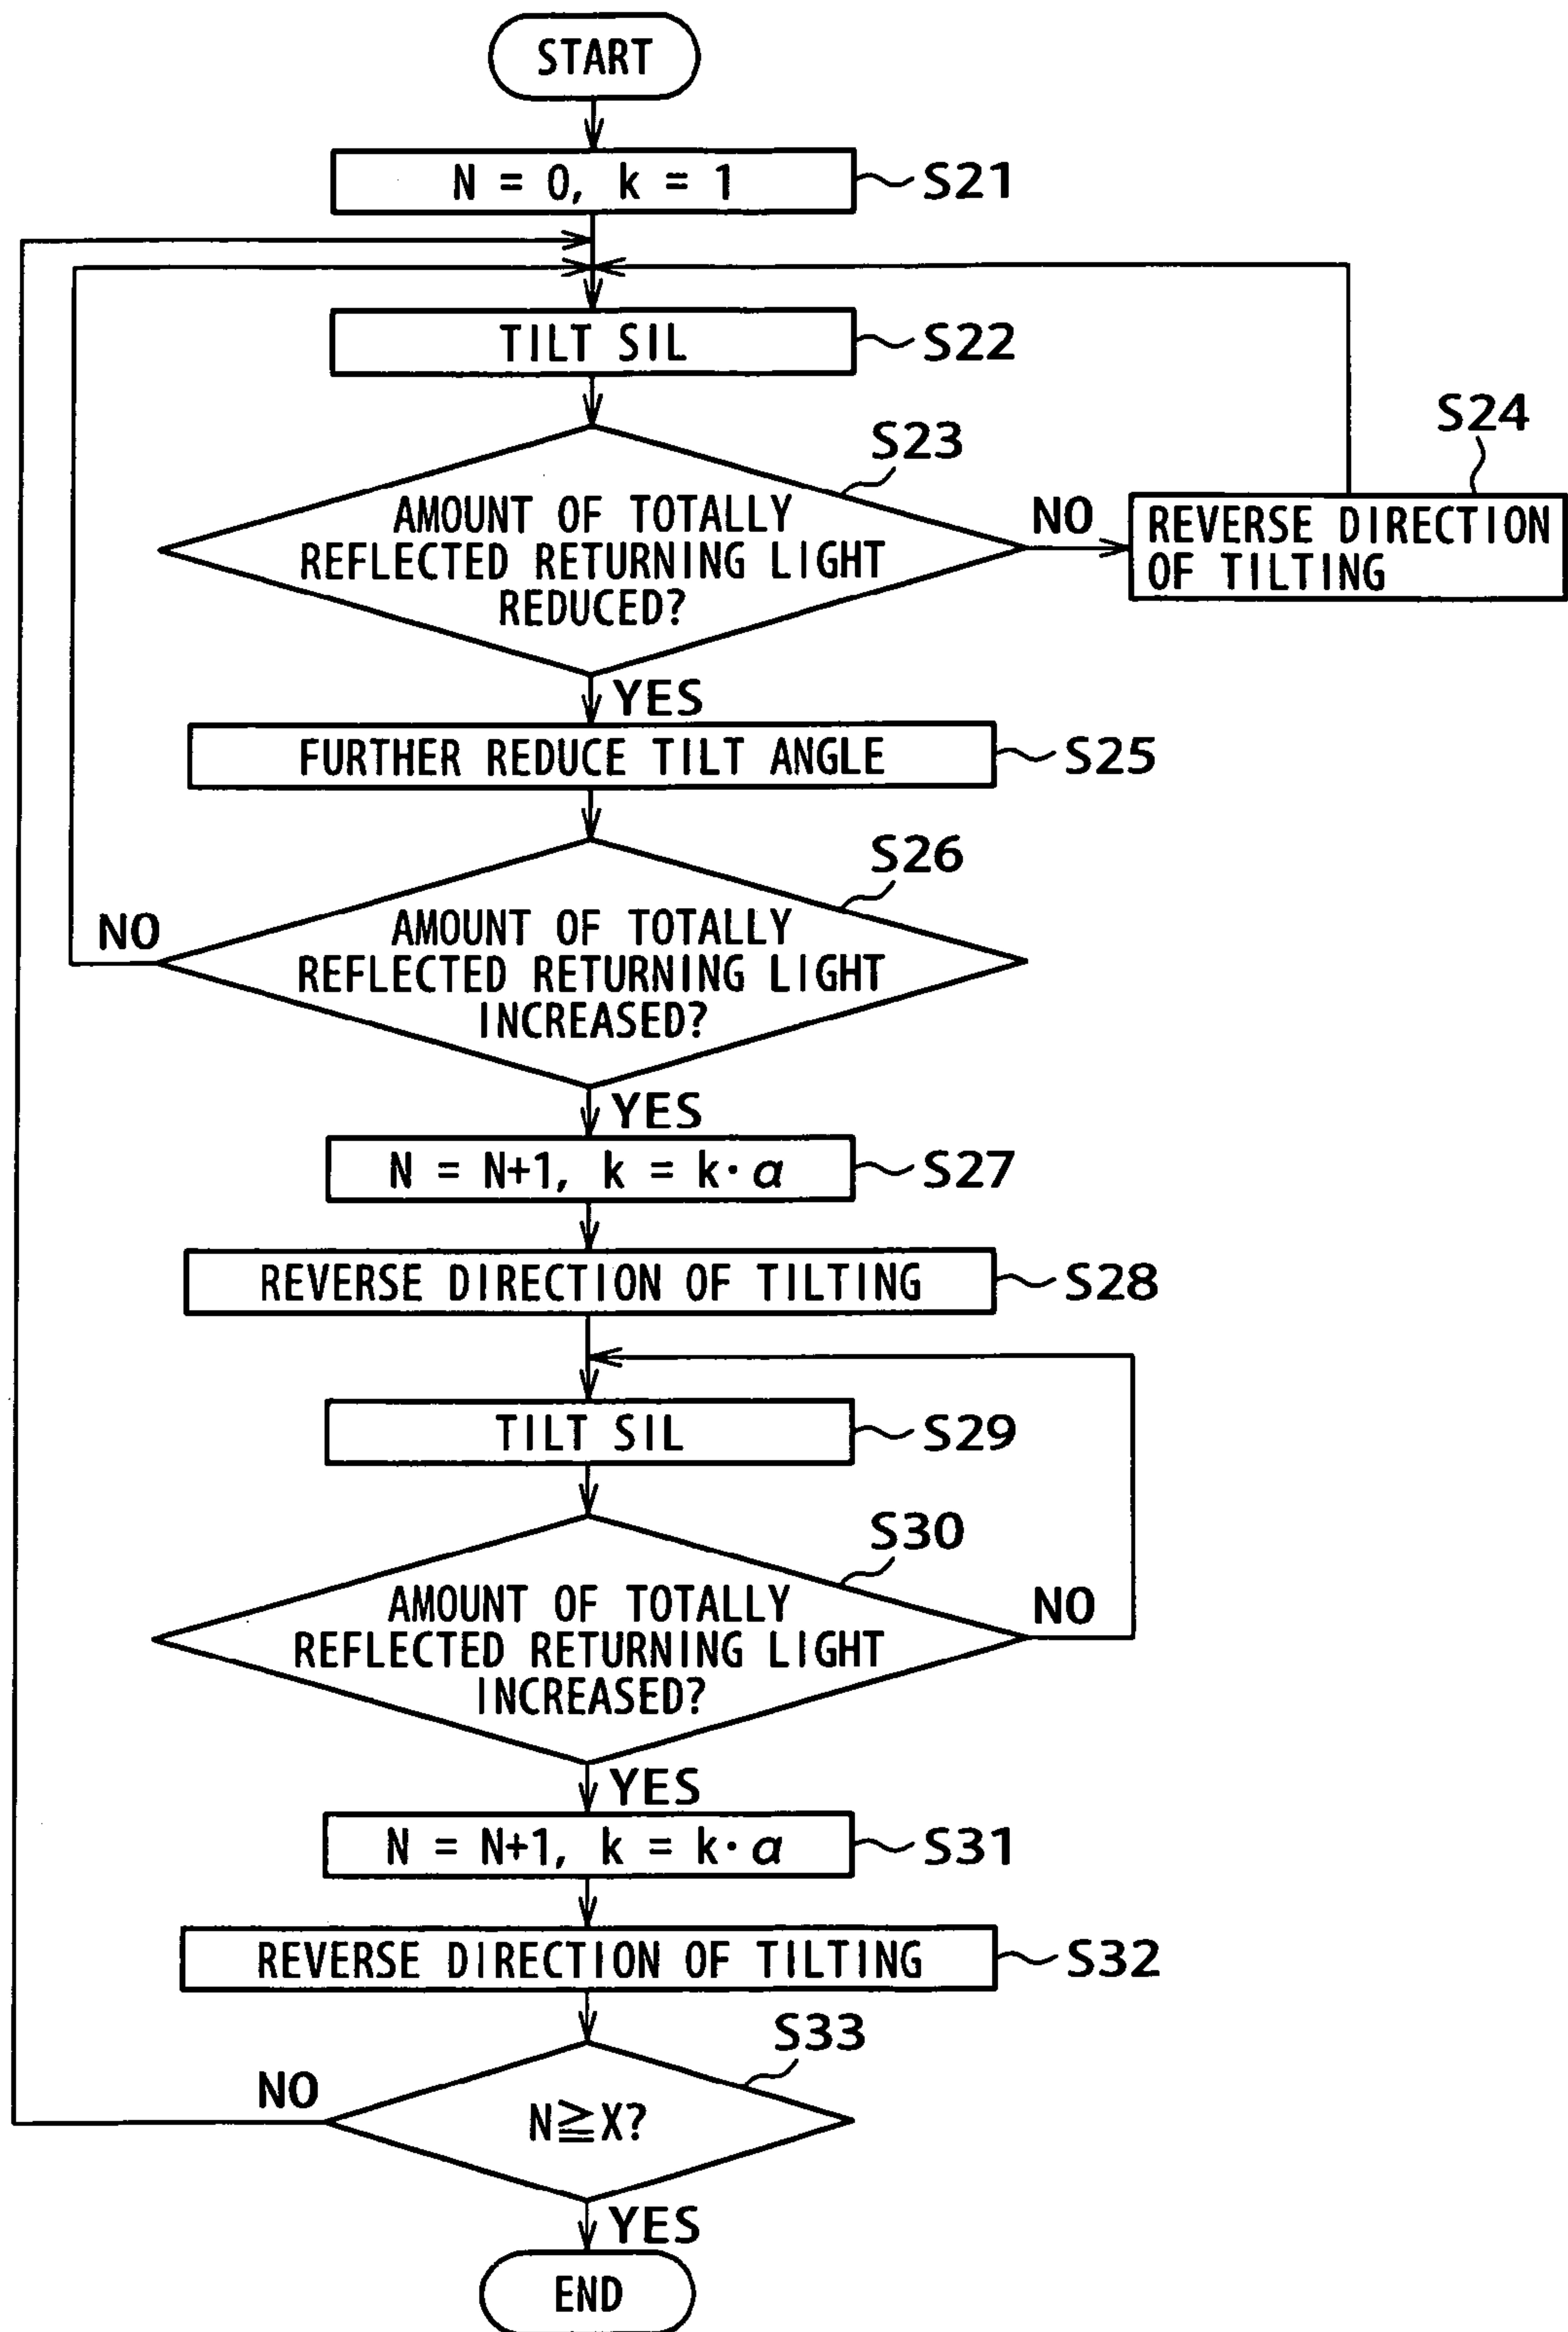 START
N = 0, k = 1
S21
TILT SIL
S22
S23
S24
AMOUNT OF TOTALLY
REFLECTED RETURNING LIGHT
REDUCED?
NO
REVERSE DIRECTION
OF TILTING
YES
FURTHER REDUCE TILT ANGLE
S25
S26
NO
AMOUNT OF TOTALLY
REFLECTED RETURNING LIGHT
INCREASED?
YES
N = N+1, k = k·α
S27
REVERSE DIRECTION OF TILTING
S28
TILT SIL
S29
S30
AMOUNT OF TOTALLY
REFLECTED RETURNING LIGHT
INCREASED?
NO
YES
N = N+1, k = k·α
S31
REVERSE DIRECTION OF TILTING
S32
S33
NO
N≧X?
YES
END